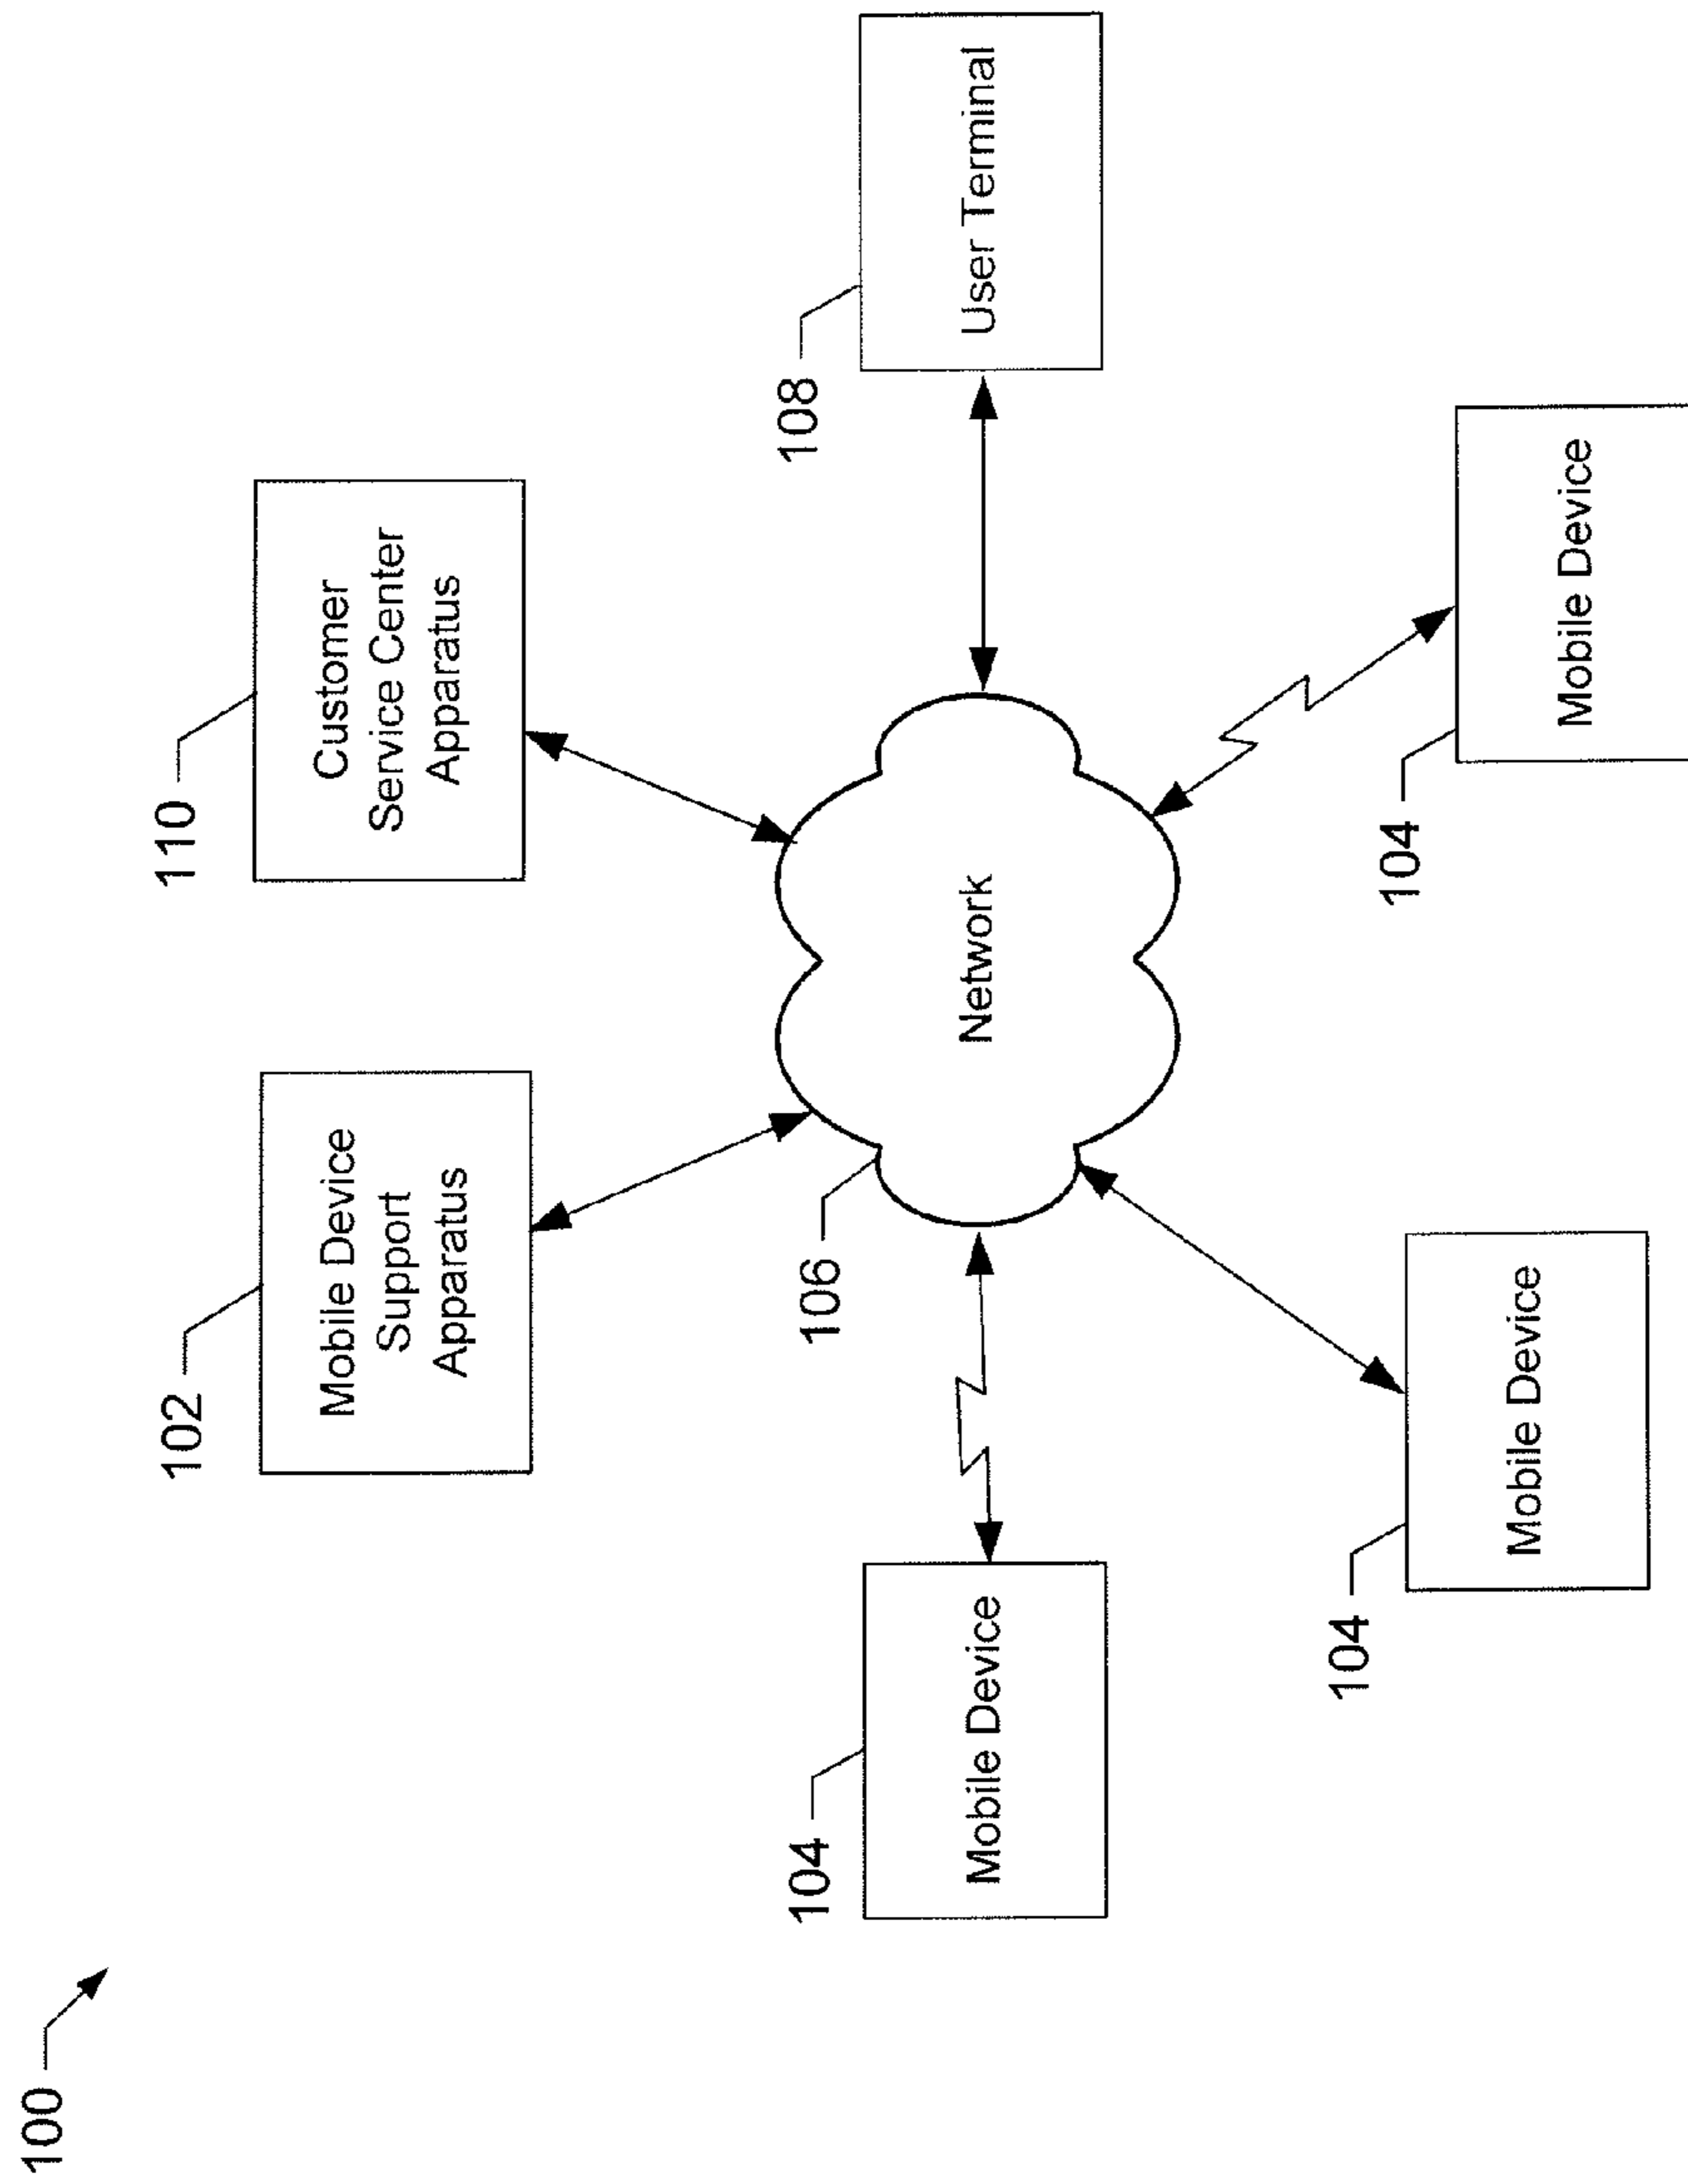 100
102
Mobile Device
Support
Apparatus
110
Customer
Service Center
Apparatus
106
Network
104
Mobile Device
108
User Terminal
104
Mobile Device
104
Mobile Device